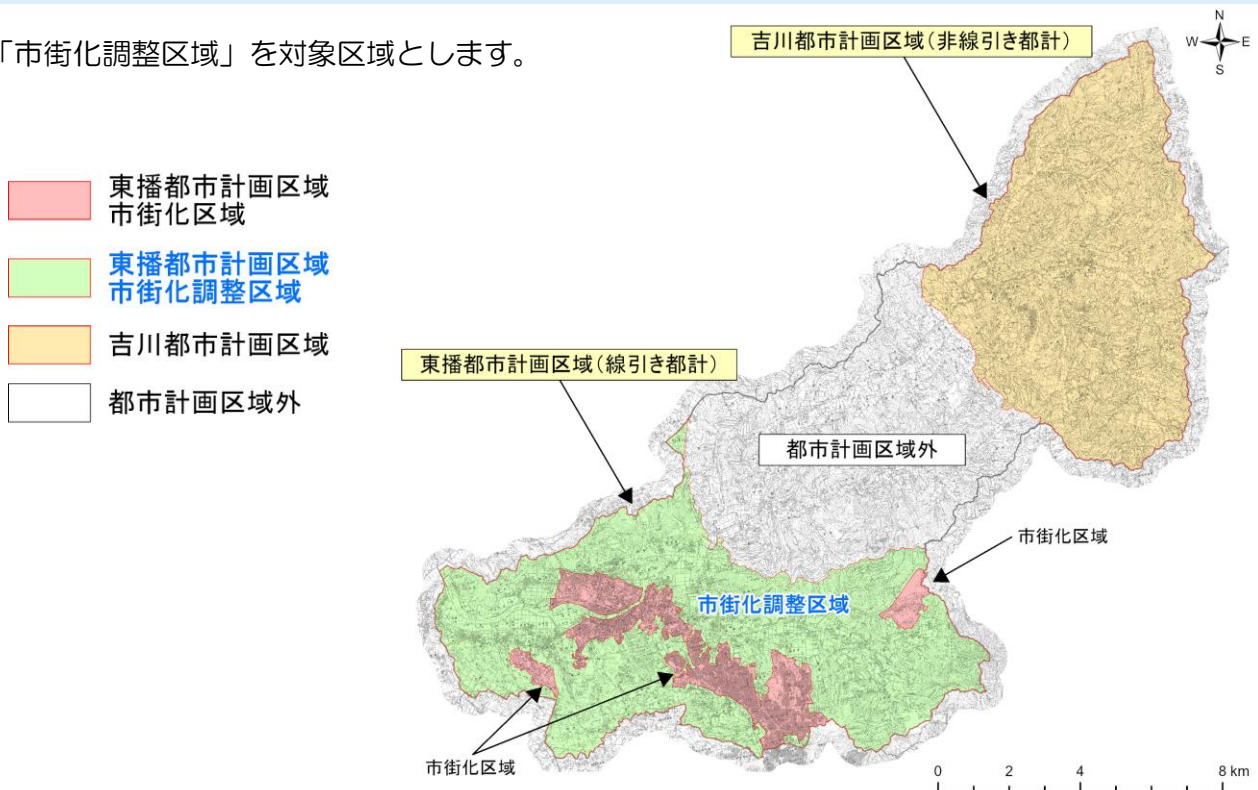 「市街化調整区域」を対象区域とします。
吉川都市計画区域(非線引き都計)
N
W E
S
東播都市計画区域
市街化区域
東播都市計画区域
市街化調整区域
吉川都市計画区域
都市計画区域外
東播都市計画区域(線引き都計)
都市計画区域外
市街化区域
市街化調整区域
市街化区域
0 2 4 8 km